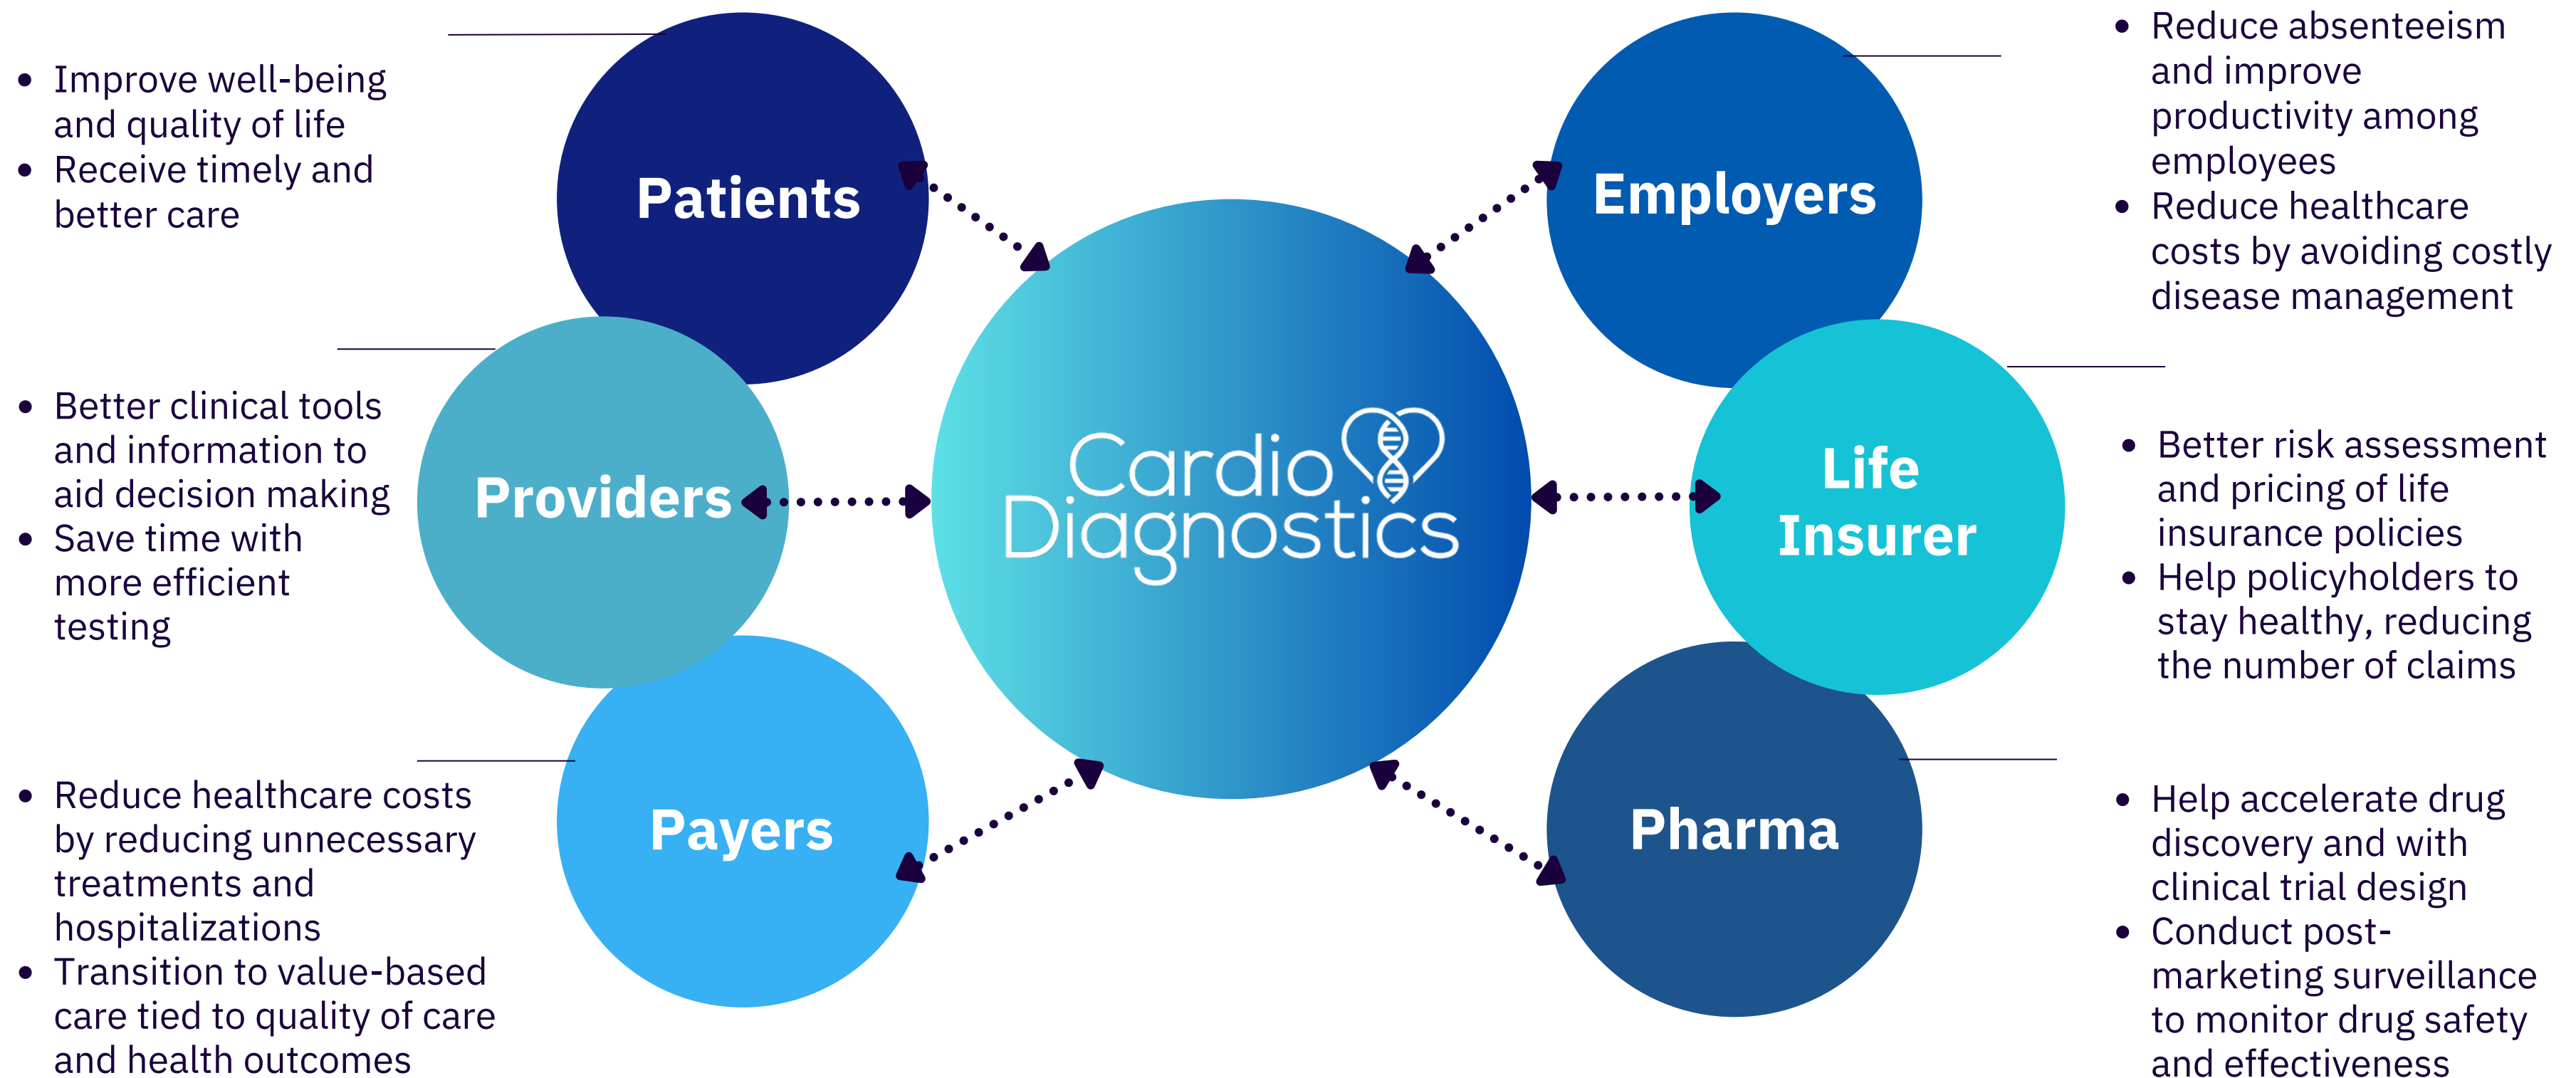 Patients
• Improve well-being
and quality of life
• Receive timely and
better care
Providers
• Better clinical tools
and information to
aid decision making
• Save time with
more efficient
testing
Payers
• Reduce healthcare costs
by reducing unnecessary
treatments and
hospitalizations
• Transition to value-based
care tied to quality of care
and health outcomes
Cardio
Diagnostics
Employers
• Reduce absenteeism
and improve
productivity among
employees
• Reduce healthcare
costs by avoiding costly
disease management
Life
Insurer
• Better risk assessment
and pricing of life
insurance policies
• Help policyholders to
stay healthy, reducing
the number of claims
Pharma
• Help accelerate drug
discovery and with
clinical trial design
• Conduct post-
marketing surveillance
to monitor drug safety
and effectiveness